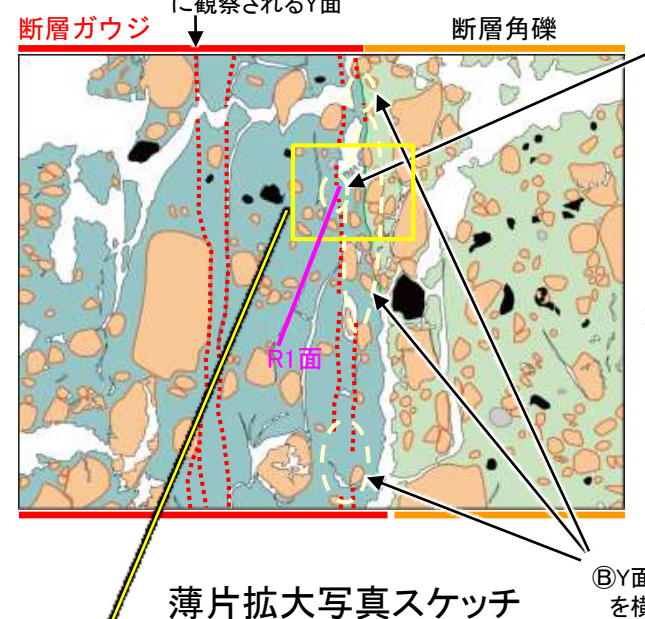 に観察されるY面
断層ガウジ
断層角礫
R1面
ⒷY面
を横
薄片拡大写真スケッチ